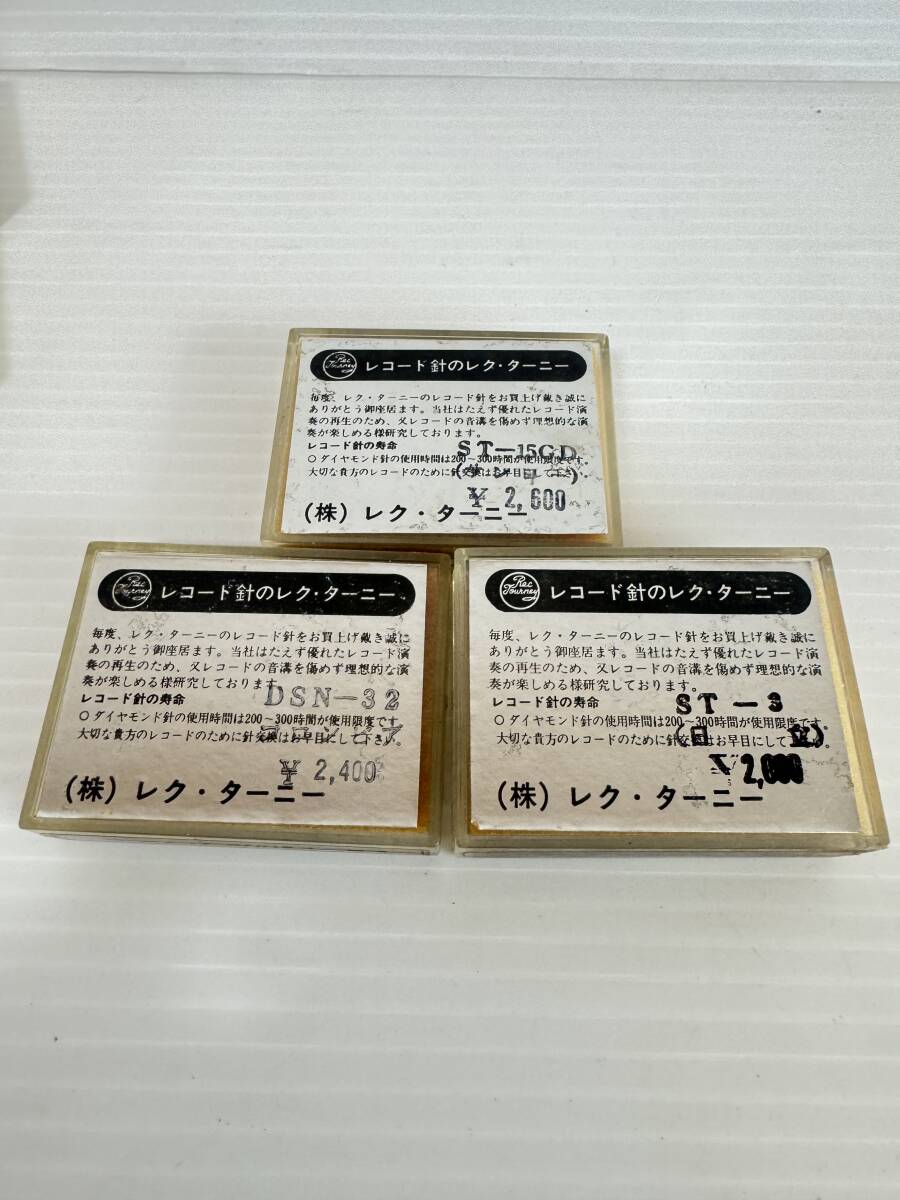 Rec Tourney
レコード針のレク・ターニー
毎度、レク・ターニーのレコード針をお買上げ戴き誠に
ありがとう御座居ます。当社はたえず優れたレコード演
奏の再生のため、又レコードの音溝を傷めず理想的な演
奏が楽しめる様研究しております。
レコード針の寿命
ST-15GD
○ダイヤモンド針の使用時間は200~300時間が使用限度です。
大切な貴方のレコードのために針交換はお早目にして下さい。
(サンヨー)
¥ 2,600
(株)レク・ターニー
Rec Tourney
レコード針のレク・ターニー
毎度、レク・ターニーのレコード針をお買上げ戴き誠に
ありがとう御座居ます。当社はたえず優れたレコード演
奏の再生のため、又レコードの音溝を傷めず理想的な演
奏が楽しめる様研究しております。
DSN-32
レコード針の寿命
○ダイヤモンド針の使用時間は200~300時間が使用限度です。
大切な貴方のレコードのために針交換はお早目にして下さい。
コロンビア
¥ 2,400
(株)レク・ターニー
Rec Tourney
レコード針のレク・ターニー
毎度、レク・ターニーのレコード針をお買上げ戴き誠に
ありがとう御座居ます。当社はたえず優れたレコード演
奏の再生のため、又レコードの音溝を傷めず理想的な演
奏が楽しめる様研究しております。
レコード針の寿命
ST-3
○ダイヤモンド針の使用時間は200~300時間が使用限度です。
大切な貴方のレコードのために針交換はお早目にして下さい。
(日 立)
¥2,000
(株)レク・ターニー